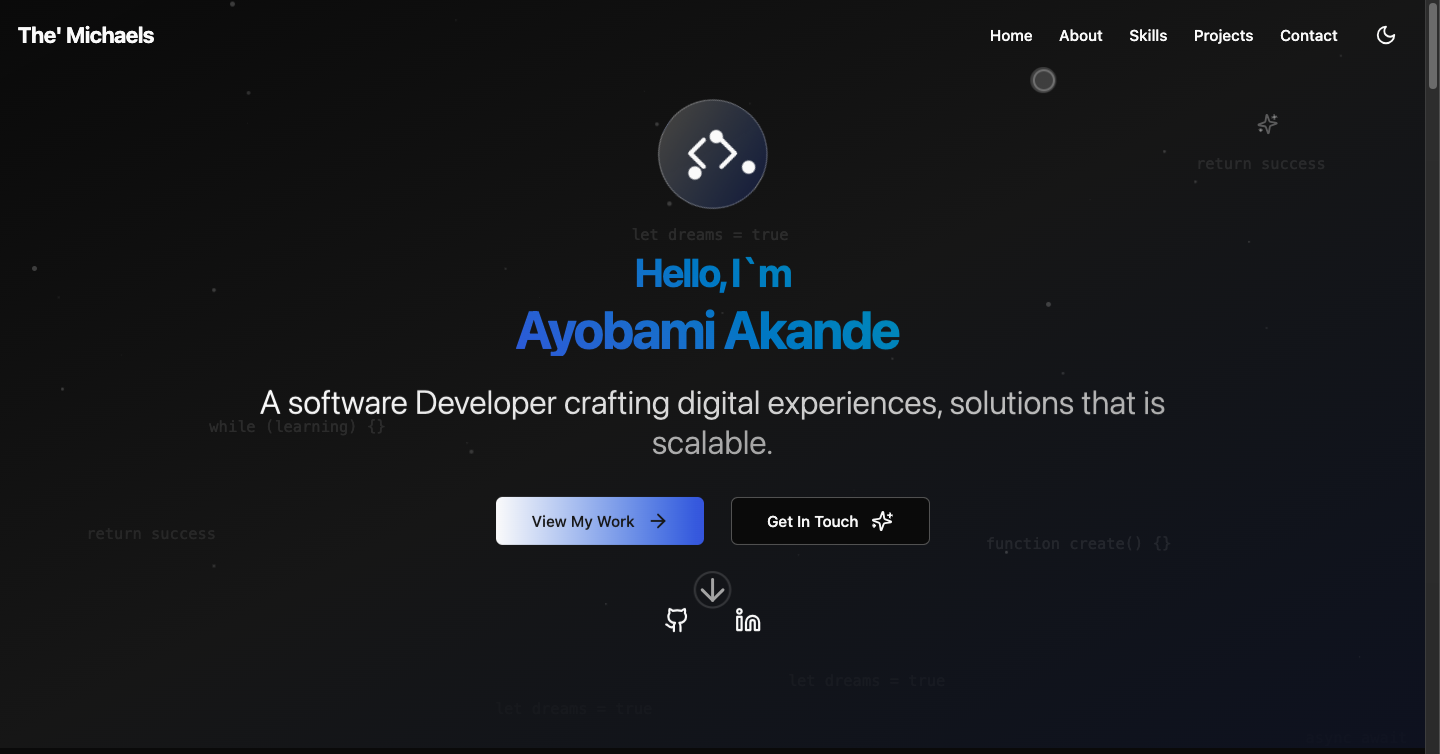 The' Michaels
Home About Skills Projects Contact
return success
let dreams = true
Hello, I`m
Ayobami Akande
A software Developer crafting digital experiences, solutions that is
scalable.
while (learning) {}
View My Work
Get In Touch
return success
function create() {}
let dreams = true
let dreams = true